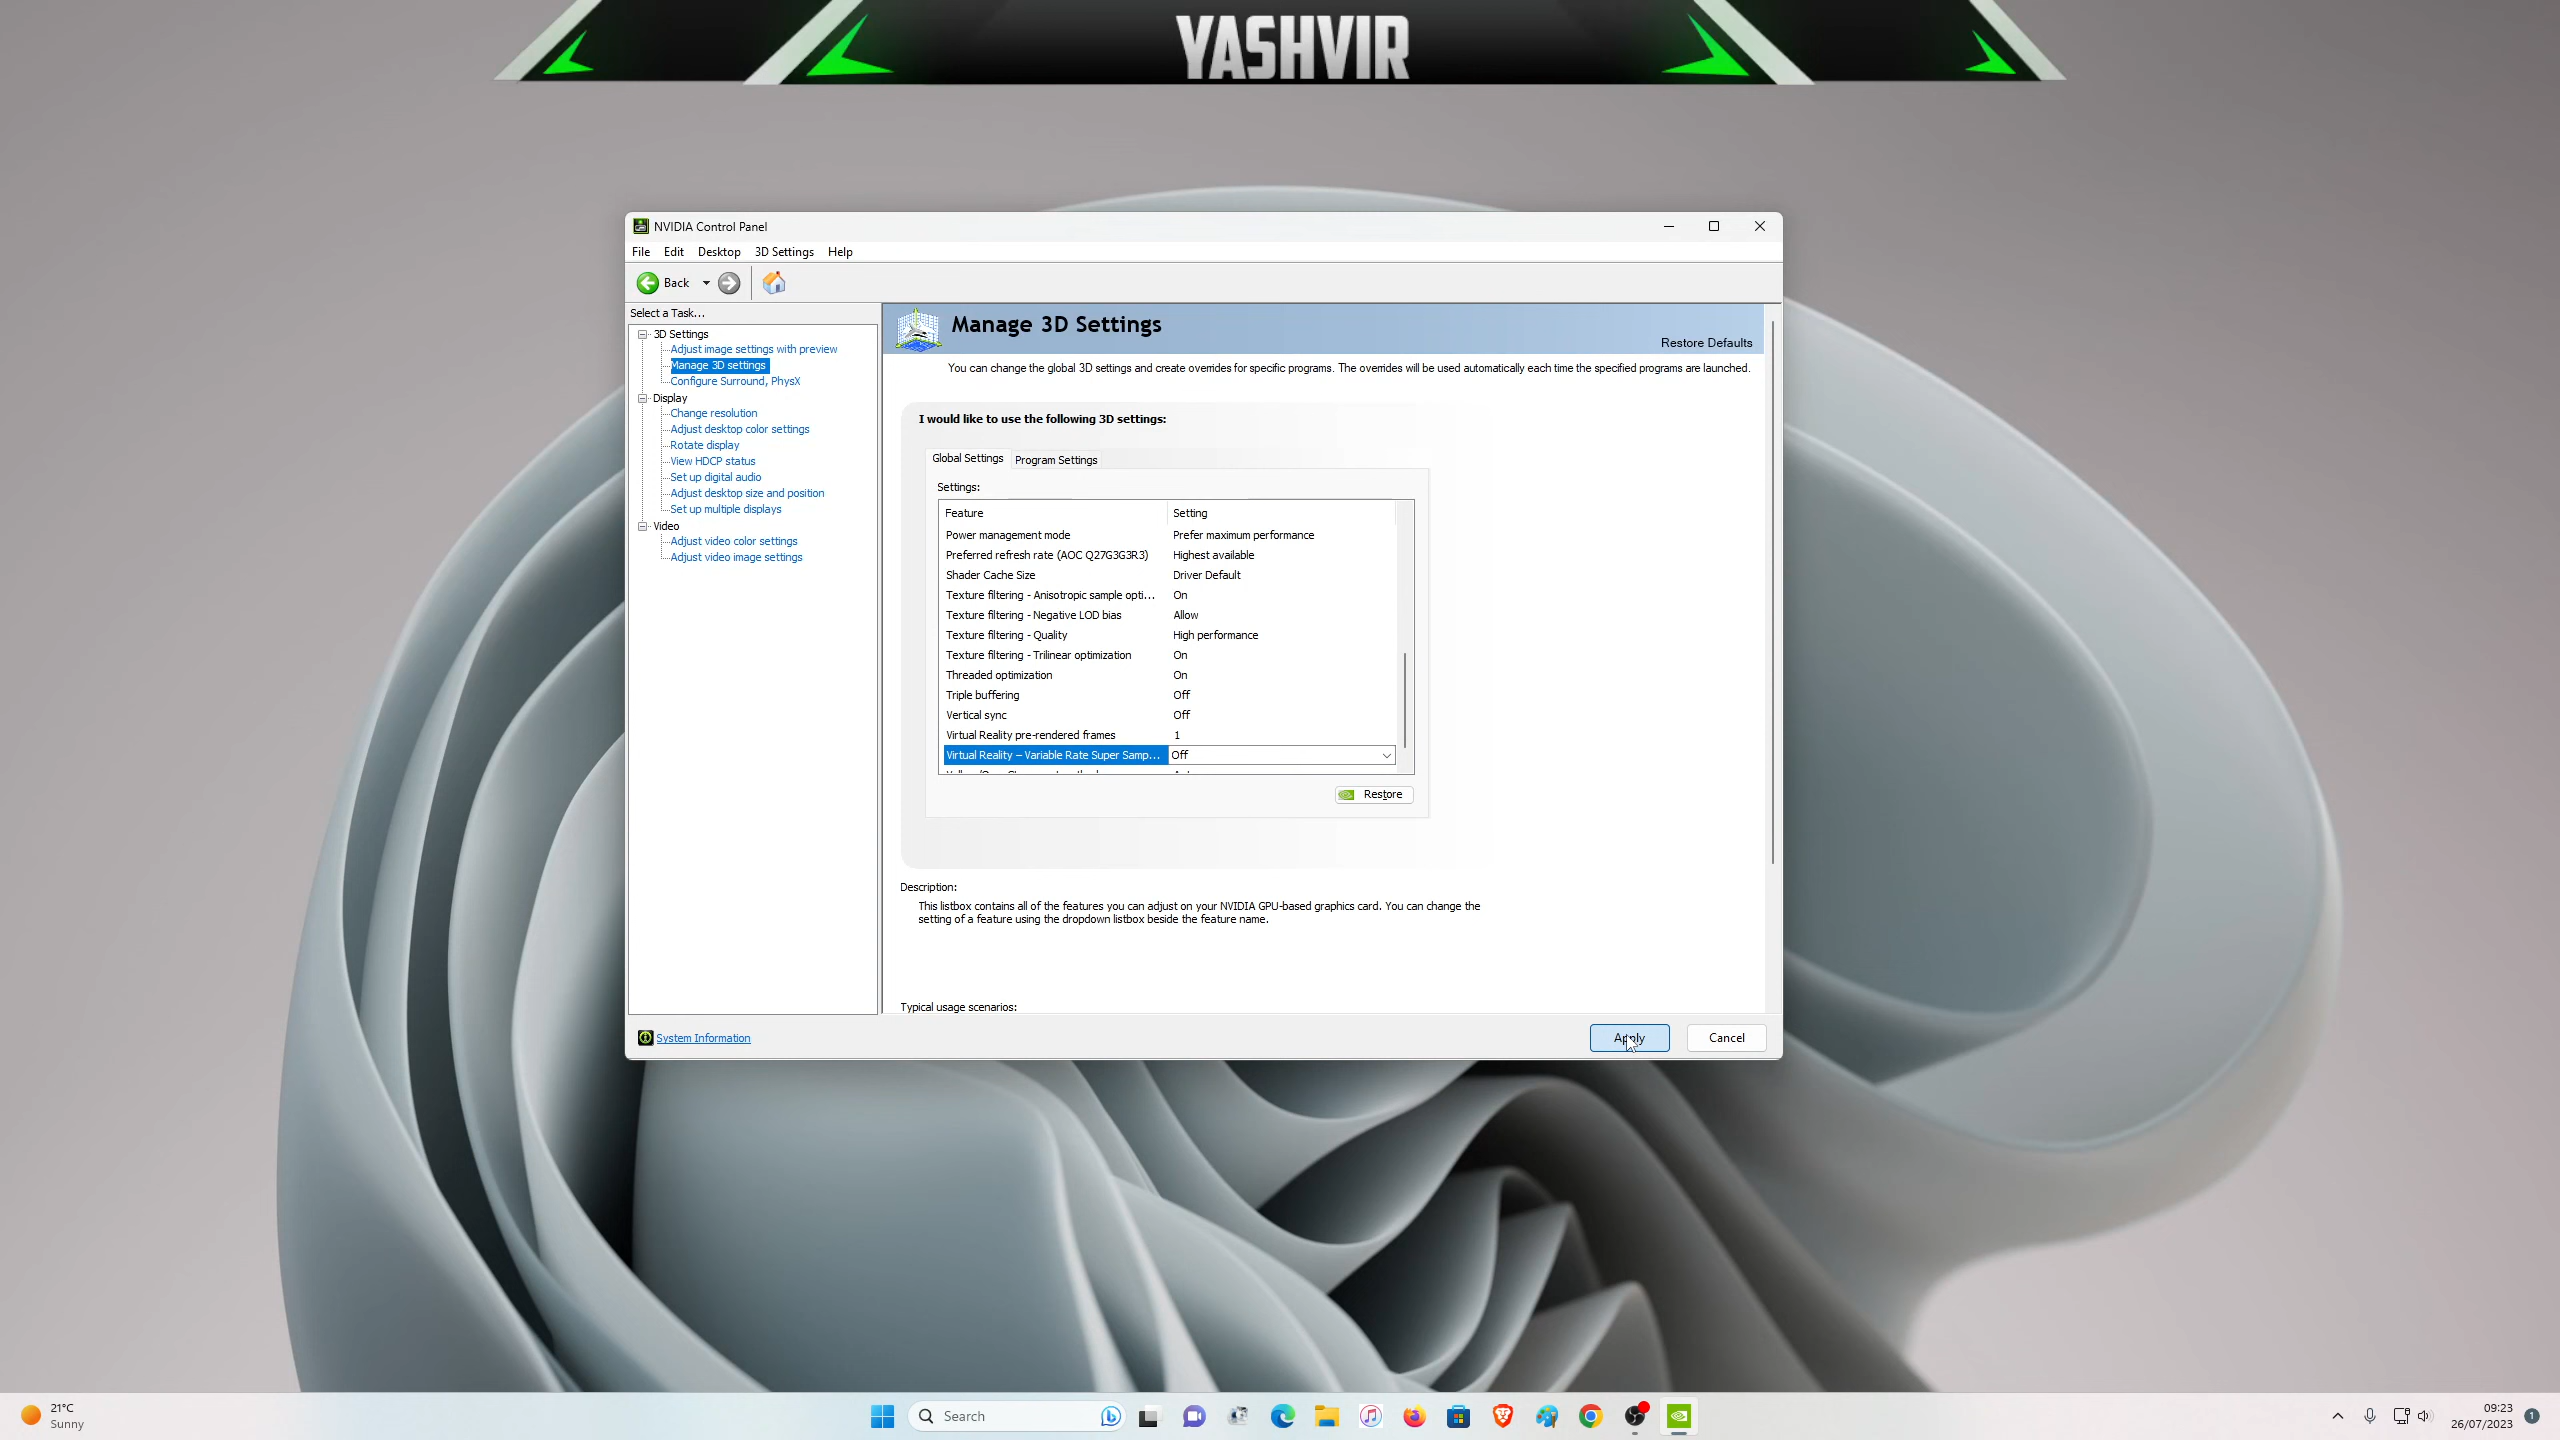 YASHVIR
NVIDIA Control Panel
File Edit Desktop 3D Settings Help
Back
Select a Task...
3D Settings
Adjust image settings with preview
Manage 3D settings
Configure Surround, PhysX
Display
Change resolution
Adjust desktop color settings
Rotate display
View HDCP status
Set up digital audio
Adjust desktop size and position
Set up multiple displays
Video
Adjust video color settings
Adjust video image settings
System Information
Manage 3D Settings
Restore Defaults
You can change the global 3D settings and create overrides for specific programs. The overrides will be used automatically each time the specified programs are launched.
I would like to use the following 3D settings:
Global Settings Program Settings
Settings:
Feature Setting
Power management mode Prefer maximum performance
Preferred refresh rate (AOC Q27G3G3R3) Highest available
Shader Cache Size Driver Default
Texture filtering - Anisotropic sample opti... On
Texture filtering - Negative LOD bias Allow
Texture filtering - Quality High performance
Texture filtering - Trilinear optimization On
Threaded optimization On
Triple buffering Off
Vertical sync Off
Virtual Reality pre-rendered frames 1
Virtual Reality – Variable Rate Super Samp... Off
Restore
Description:
This listbox contains all of the features you can adjust on your NVIDIA GPU-based graphics card. You can change the
setting of a feature using the dropdown listbox beside the feature name.
Typical usage scenarios:
Apply Cancel
21°C
Sunny
Search
09:23
26/07/2023
1